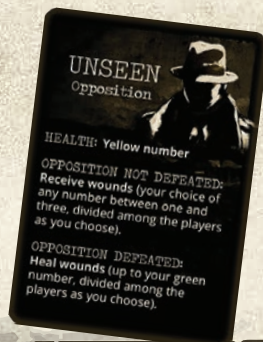 UNSEEN
Opposition
HEALTH: Yellow number
OPPOSITION NOT DEFEATED:
Receive wounds (your choice of
any number between one and
three, divided among the players
as you choose).
OPPOSITION DEFEATED:
Heal wounds (up to your green
number, divided among the
players as you choose).